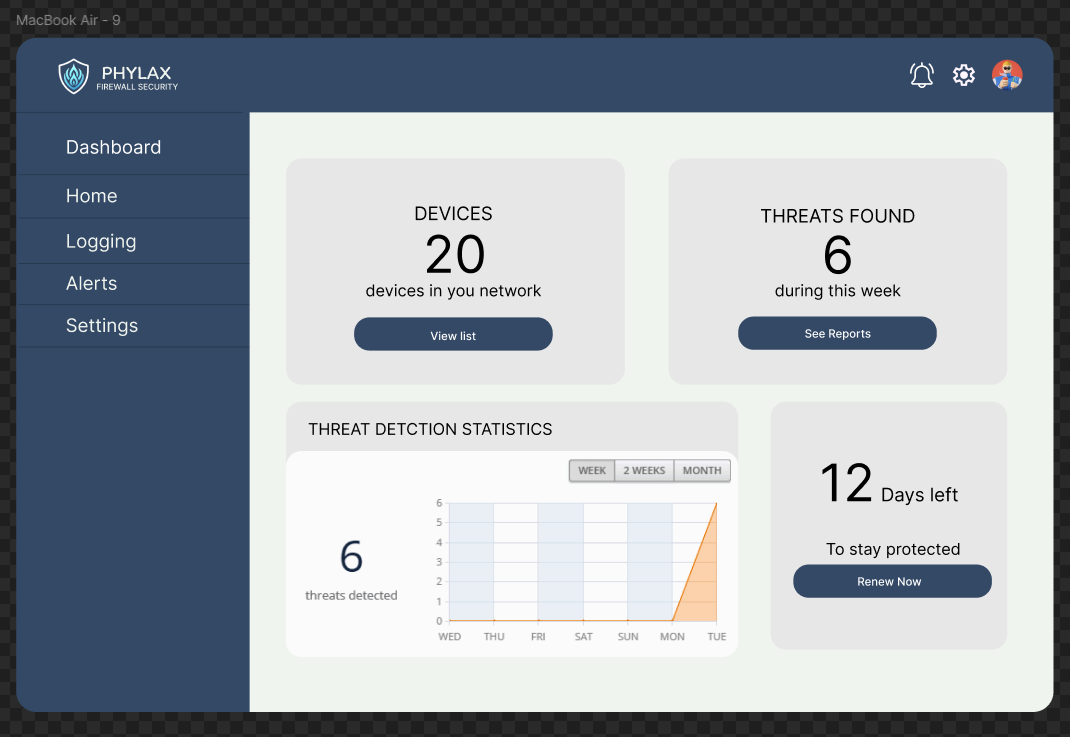 MacBook Air - 9
PHYLAX
FIREWALL SECURITY
Dashboard
Home
Logging
Alerts
Settings
DEVICES
20
devices in you network
View list
THREATS FOUND
6
during this week
See Reports
THREAT DETCTION STATISTICS
WEEK 2 WEEKS MONTH
6
threats detected
6
5
4
3
2
1
0
WED THU FRI SAT SUN MON TUE
12 Days left
To stay protected
Renew Now